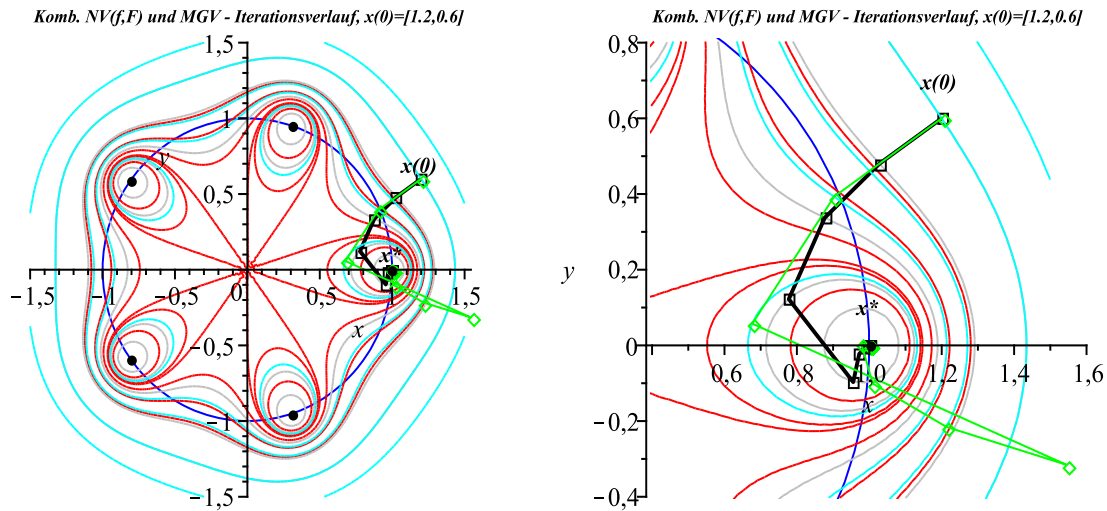 Komb. NV(f,F) und MGV - Iterationsverlauf, x(0)=[1.2,0.6]
1,5
1
y
x(0)
0,5
x*
−1,5
−1
−0,5
0
0,5
1,5
x
−0,5
−1
−1,5
Komb. NV(f,F) und MGV - Iterationsverlauf, x(0)=[1.2,0.6]
0,8
x(0)
0,6
0,4
y
0,2
x*
0
0,6
0,8
1,0
1,2
1,4
1,6
x
−0,2
−0,4